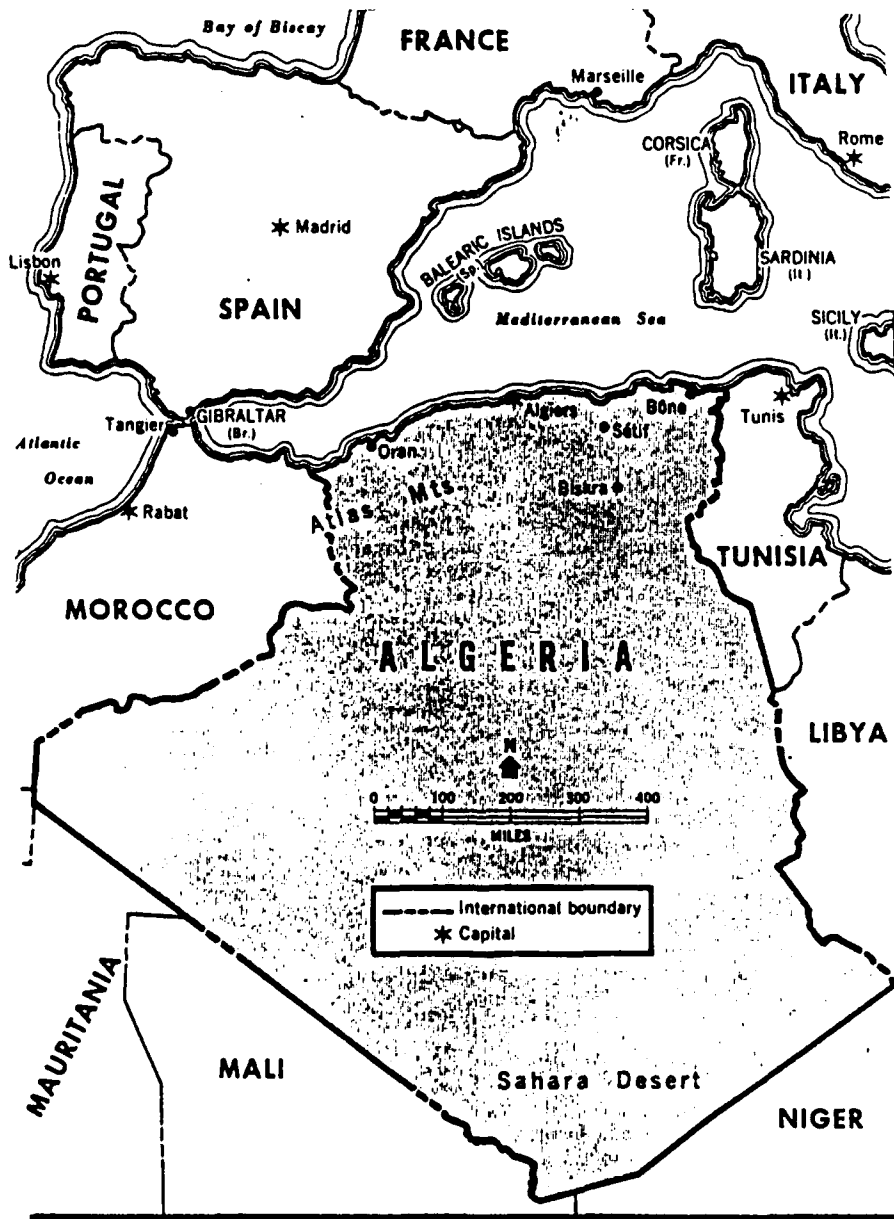 Bay of Biscay
FRANCE
Marseille
ITALY
CORSICA
(Fr.)
Rome
PORTUGAL
Madrid
BALEARIC ISLANDS
(Sp.)
Lisbon
SARDINIA
(It.)
SPAIN
Mediterranean Sea
SICILY
(It.)
GIBRALTAR
(Br.)
Tangier
Algiers
Bône
Tunis
Sétif
Atlantic
Ocean
Oran
Biskra
Atlas Mts.
Rabat
TUNISIA
MOROCCO
ALGERIA
LIBYA
N
0 100 200 300 400
MILES
International boundary
Capital
MAURITANIA
MALI
Sahara Desert
NIGER